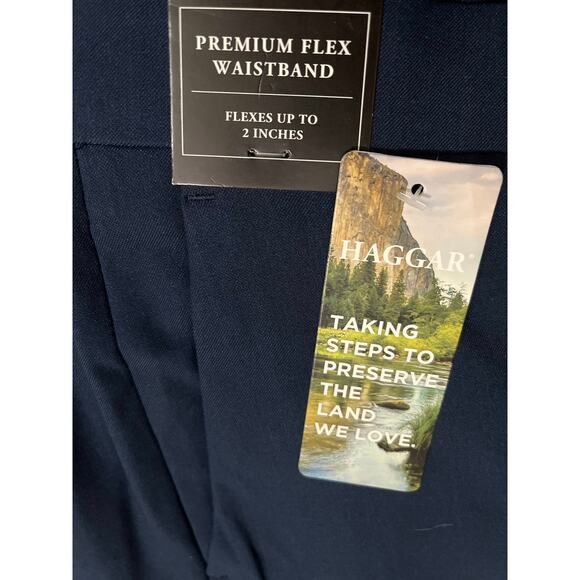 PREMIUM FLEX
WAISTBAND
FLEXES UP TO
2 INCHES
HAGGAR®
TAKING
STEPS TO
PRESERVE
THE
LAND
WE LOVE.